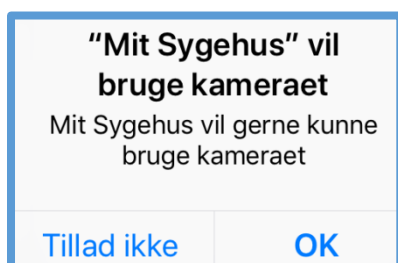 “Mit Sygehus” vil
bruge kameraet
Mit Sygehus vil gerne kunne
bruge kameraet
Tillad ikke
OK